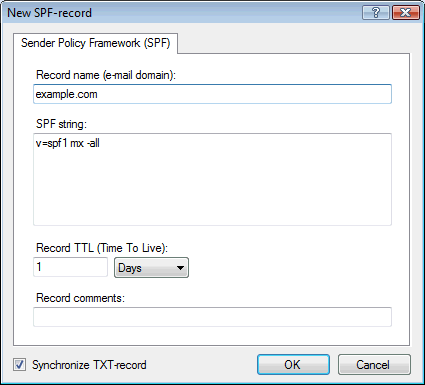 New SPF-record
Sender Policy Framework (SPF)
Record name (e-mail domain):
example.com
SPF string:
v=spf1 mx -all
Record TTL (Time To Live):
1 Days
Record comments:
Synchronize TXT-record OK Cancel